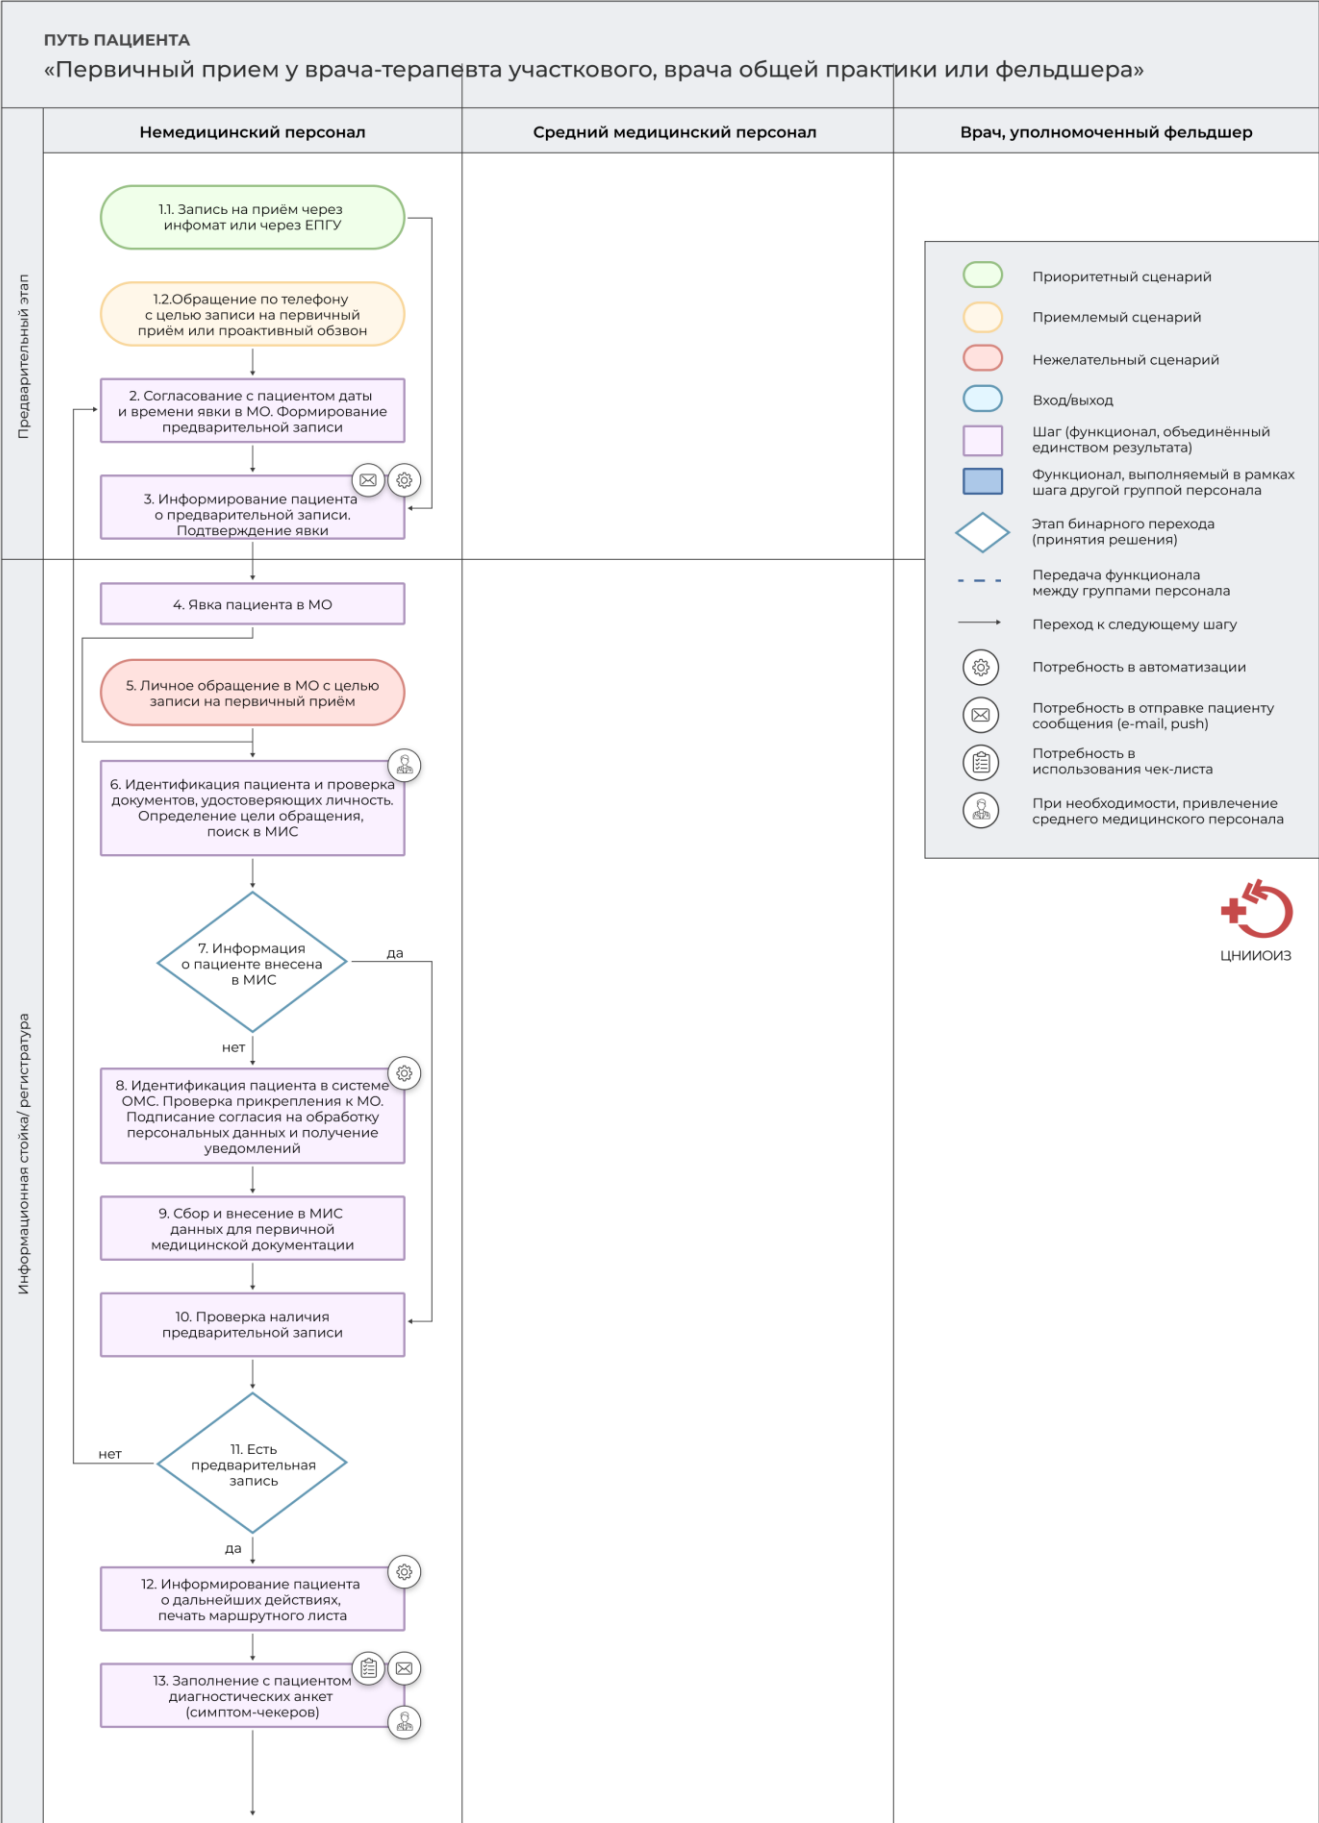 ПУТЬ ПАЦИЕНТА
«Первичный прием у врача-терапевта участкового, врача общей практики или фельдшера»
Немедицинский персонал
Средний медицинский персонал
Врач, уполномоченный фельдшер
Предварительный этап
1.1. Запись на приём через
инфомат или через ЕПГУ
1.2.Обращение по телефону
с целью записи на первичный
приём или проактивный обзвон
2. Согласование с пациентом даты
и времени явки в МО. Формирование
предварительной записи
3. Информирование пациента
о предварительной записи.
Подтверждение явки
Информационная стойка/ регистратура
4. Явка пациента в МО
5. Личное обращение в МО с целью
записи на первичный приём
6. Идентификация пациента и проверка
документов, удостоверяющих личность.
Определение цели обращения,
поиск в МИС
7. Информация
о пациенте внесена
в МИС
да
нет
8. Идентификация пациента в системе
ОМС. Проверка прикрепления к МО.
Подписание согласия на обработку
персональных данных и получение
уведомлений
9. Сбор и внесение в МИС
данных для первичной
медицинской документации
10. Проверка наличия
предварительной записи
11. Есть
предварительная
запись
нет
да
12. Информирование пациента
о дальнейших действиях,
печать маршрутного листа
13. Заполнение с пациентом
диагностических анкет
(симптом-чекеров)
Приоритетный сценарий
Приемлемый сценарий
Нежелательный сценарий
Вход/выход
Шаг (функционал, объединённый
единством результата)
Функционал, выполняемый в рамках
шага другой группой персонала
Этап бинарного перехода
(принятия решения)
Передача функционала
между группами персонала
Переход к следующему шагу
Потребность в автоматизации
Потребность в отправке пациенту
сообщения (e-mail, push)
Потребность в
использования чек-листа
При необходимости, привлечение
среднего медицинского персонала
ЦНИИОИЗ